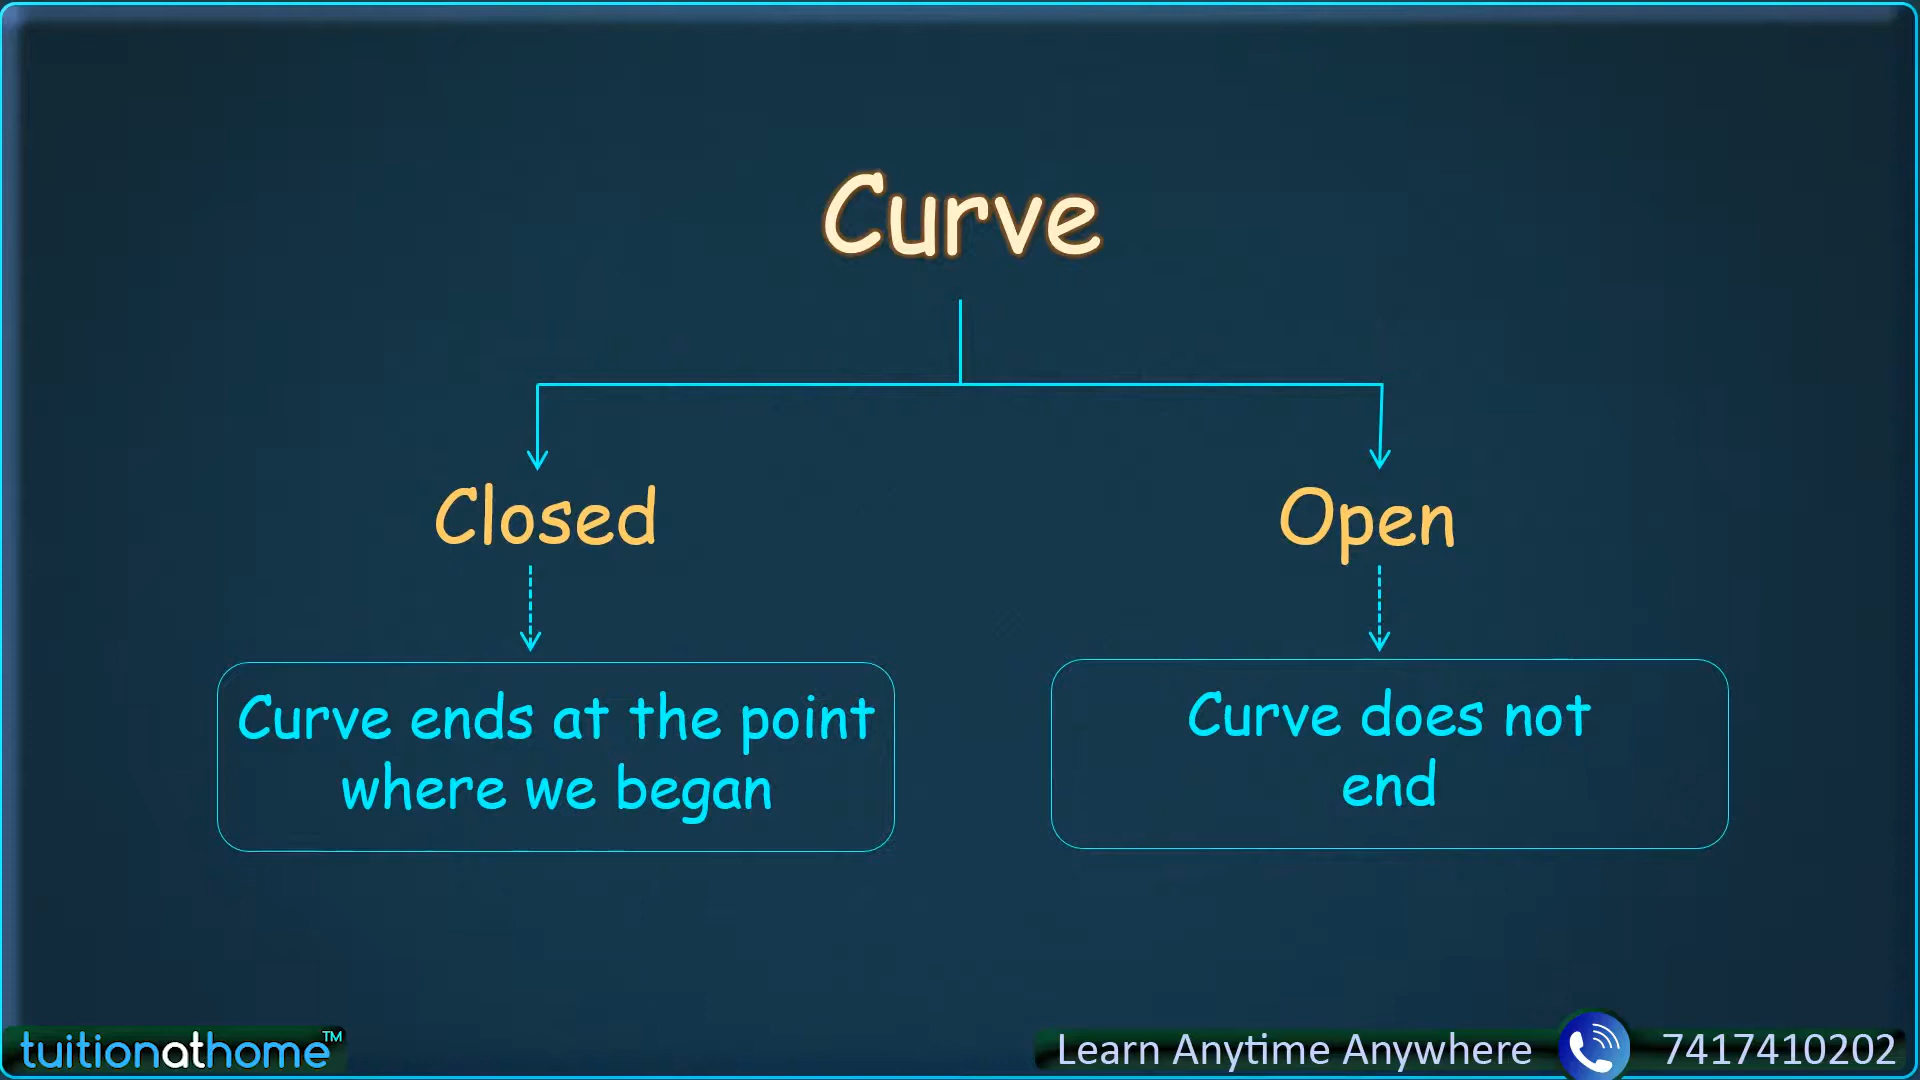 Curve
Closed
Open
Curve ends at the point
where we began
Curve does not
end
tuitionathome™
Learn Anytime Anywhere
7417410202